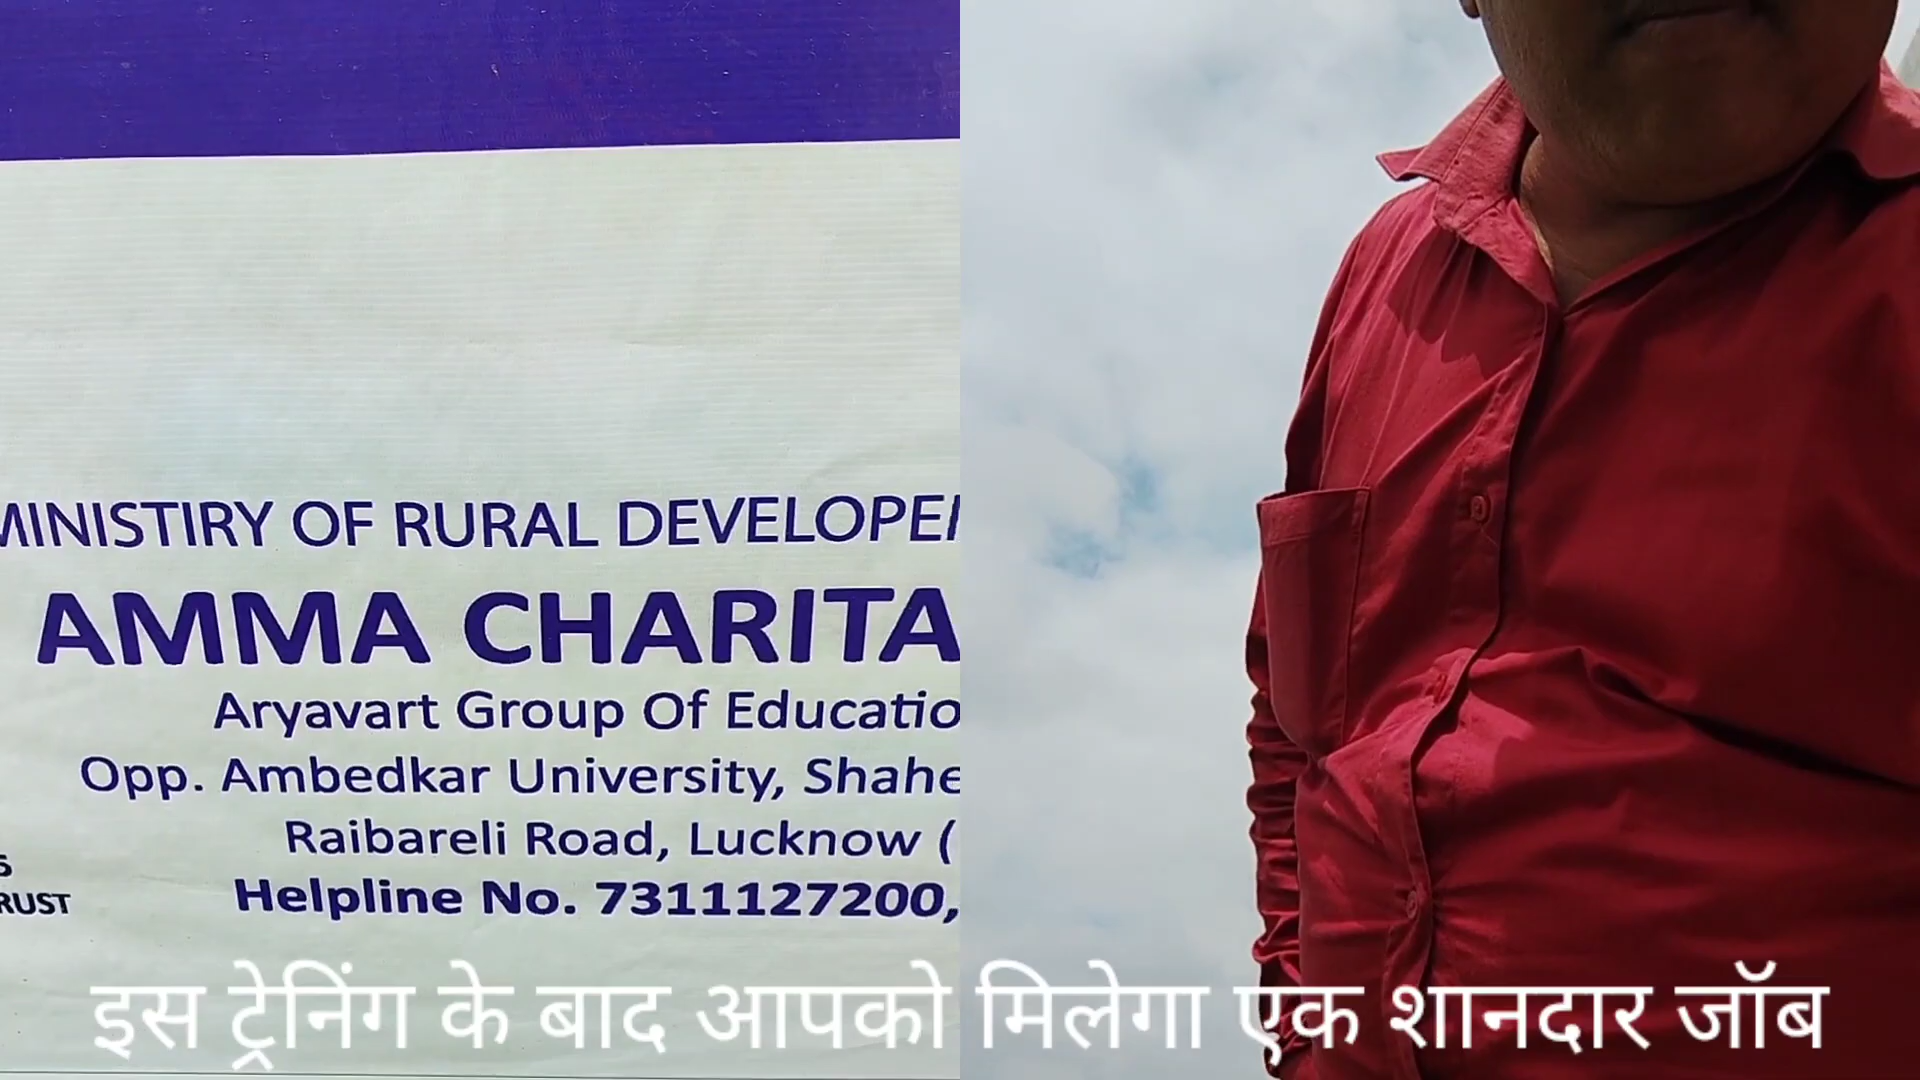 MINISTIRY OF RURAL DEVELOPE
AMMA CHARITA
Aryavart Group Of Educatio
Opp. Ambedkar University, Shahe
Raibareli Road, Lucknow (
RUST
Helpline No. 7311127200,
इस ट्रेनिंग के बाद आपको मिलेगा एक शानदार जॉब